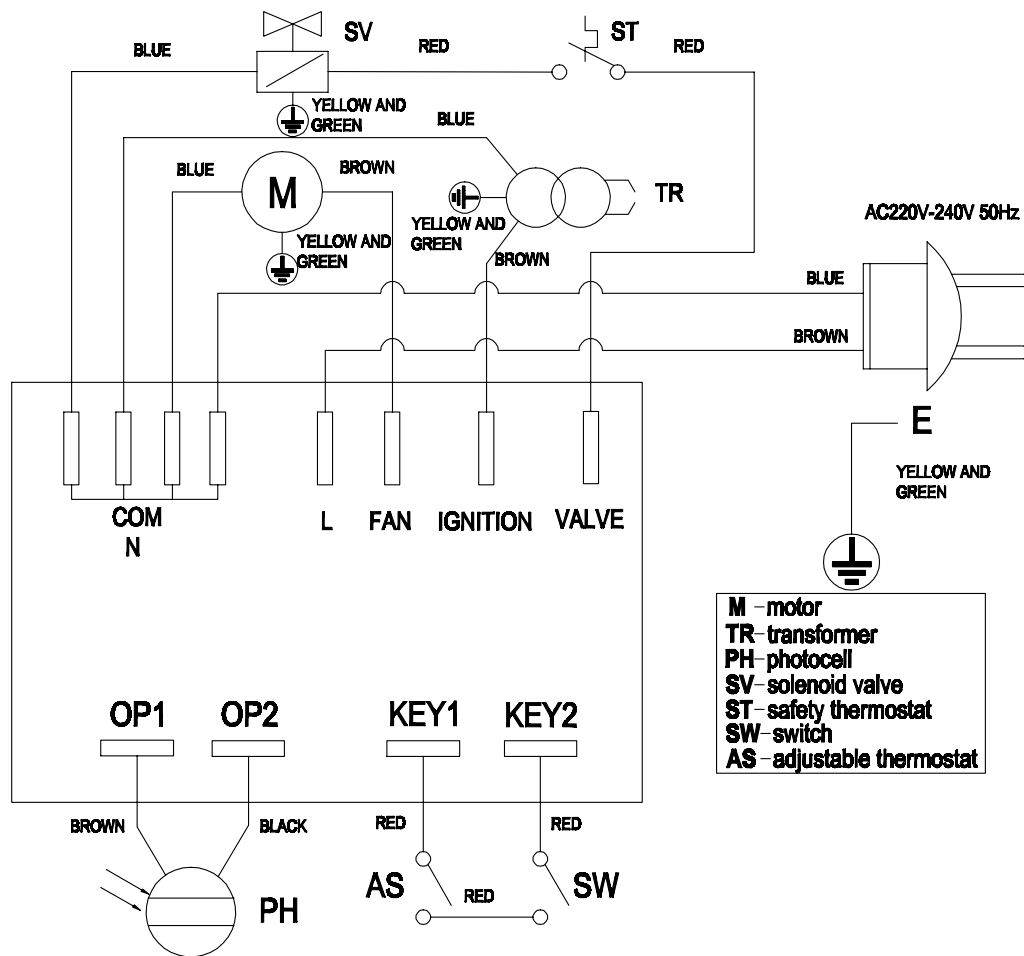 SV
ST
BLUE
RED
RED
YELLOW AND
GREEN
BLUE
BLUE
BROWN
M
TR
YELLOW AND
GREEN
YELLOW AND
GREEN
BROWN
AC220V-240V 50Hz
BLUE
BROWN
E
YELLOW AND
GREEN
COM
N
L
FAN
IGNITION
VALVE
M-motor
TR-transformer
PH-photocell
SV-solenoid valve
ST-safety thermostat
SW-switch
AS-adjustable thermostat
OP1
OP2
KEY1
KEY2
BROWN
BLACK
RED
RED
PH
AS
RED
SW